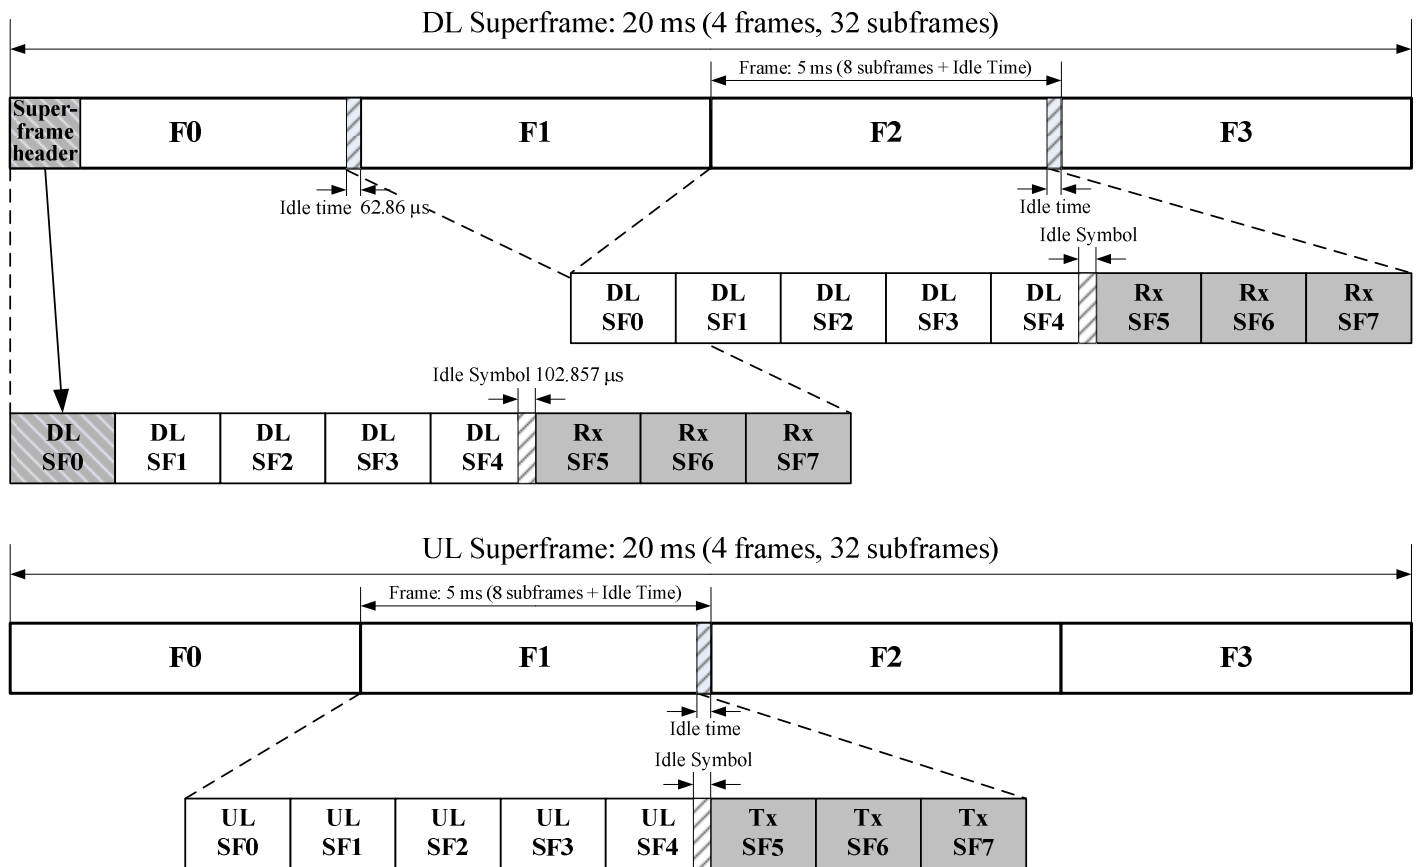 DL Superframe: 20 ms (4 frames, 32 subframes)
Frame: 5 ms (8 subframes + Idle Time)
Super-
frame
header
F0
F1
F2
F3
Idle time 62.86 µs
Idle time
Idle Symbol
DL
SF0
DL
SF1
DL
SF2
DL
SF3
DL
SF4
Rx
SF5
Rx
SF6
Rx
SF7
Idle Symbol 102.857 µs
DL
SF0
DL
SF1
DL
SF2
DL
SF3
DL
SF4
Rx
SF5
Rx
SF6
Rx
SF7
UL Superframe: 20 ms (4 frames, 32 subframes)
Frame: 5 ms (8 subframes + Idle Time)
F0
F1
F2
F3
Idle time
Idle Symbol
UL
SF0
UL
SF1
UL
SF2
UL
SF3
UL
SF4
Tx
SF5
Tx
SF6
Tx
SF7